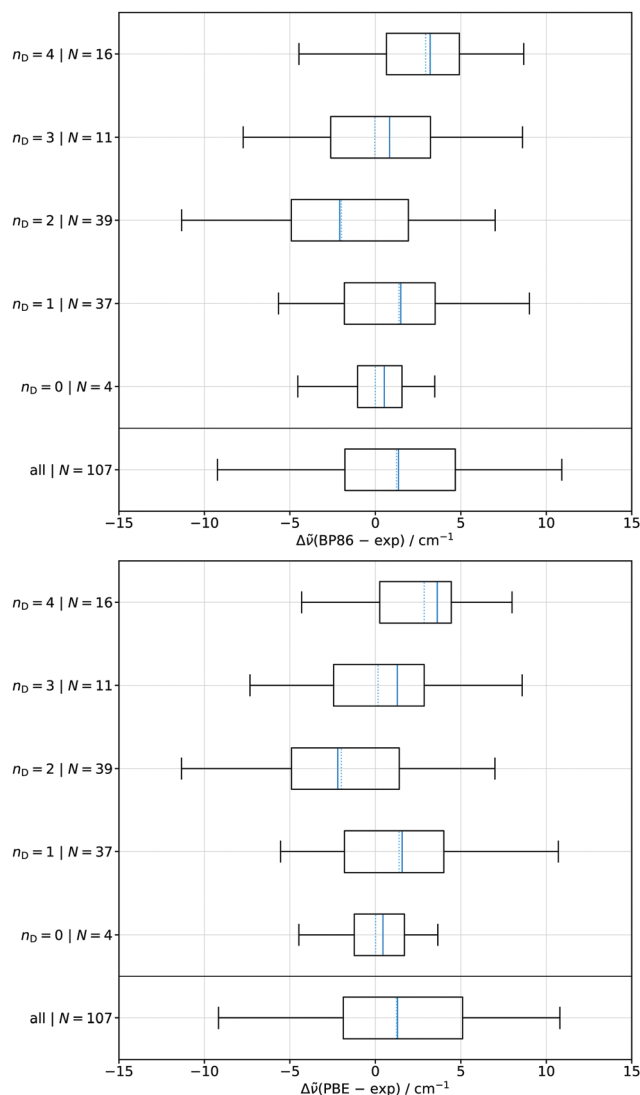 n_D = 4 | N = 16
n_D = 3 | N = 11
n_D = 2 | N = 39
n_D = 1 | N = 37
n_D = 0 | N = 4
all | N = 107
−15 −10 −5 0 5 10 15
Δṽ(BP86 − exp) / cm⁻¹
n_D = 4 | N = 16
n_D = 3 | N = 11
n_D = 2 | N = 39
n_D = 1 | N = 37
n_D = 0 | N = 4
all | N = 107
−15 −10 −5 0 5 10 15
Δṽ(PBE − exp) / cm⁻¹